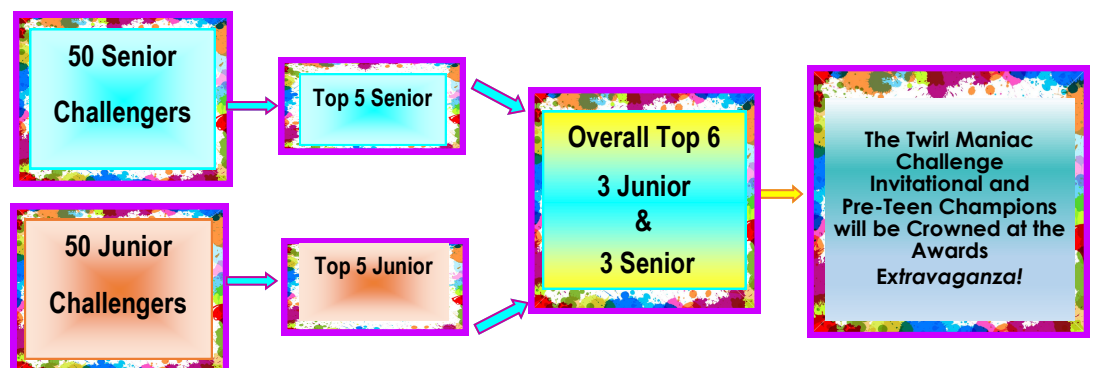 50 Senior
Challengers
Top 5 Senior
50 Junior
Challengers
Top 5 Junior
Overall Top 6
3 Junior
&
3 Senior
The Twirl Maniac
Challenge
Invitational and
Pre-Teen Champions
will be Crowned at the
Awards
Extravaganza!